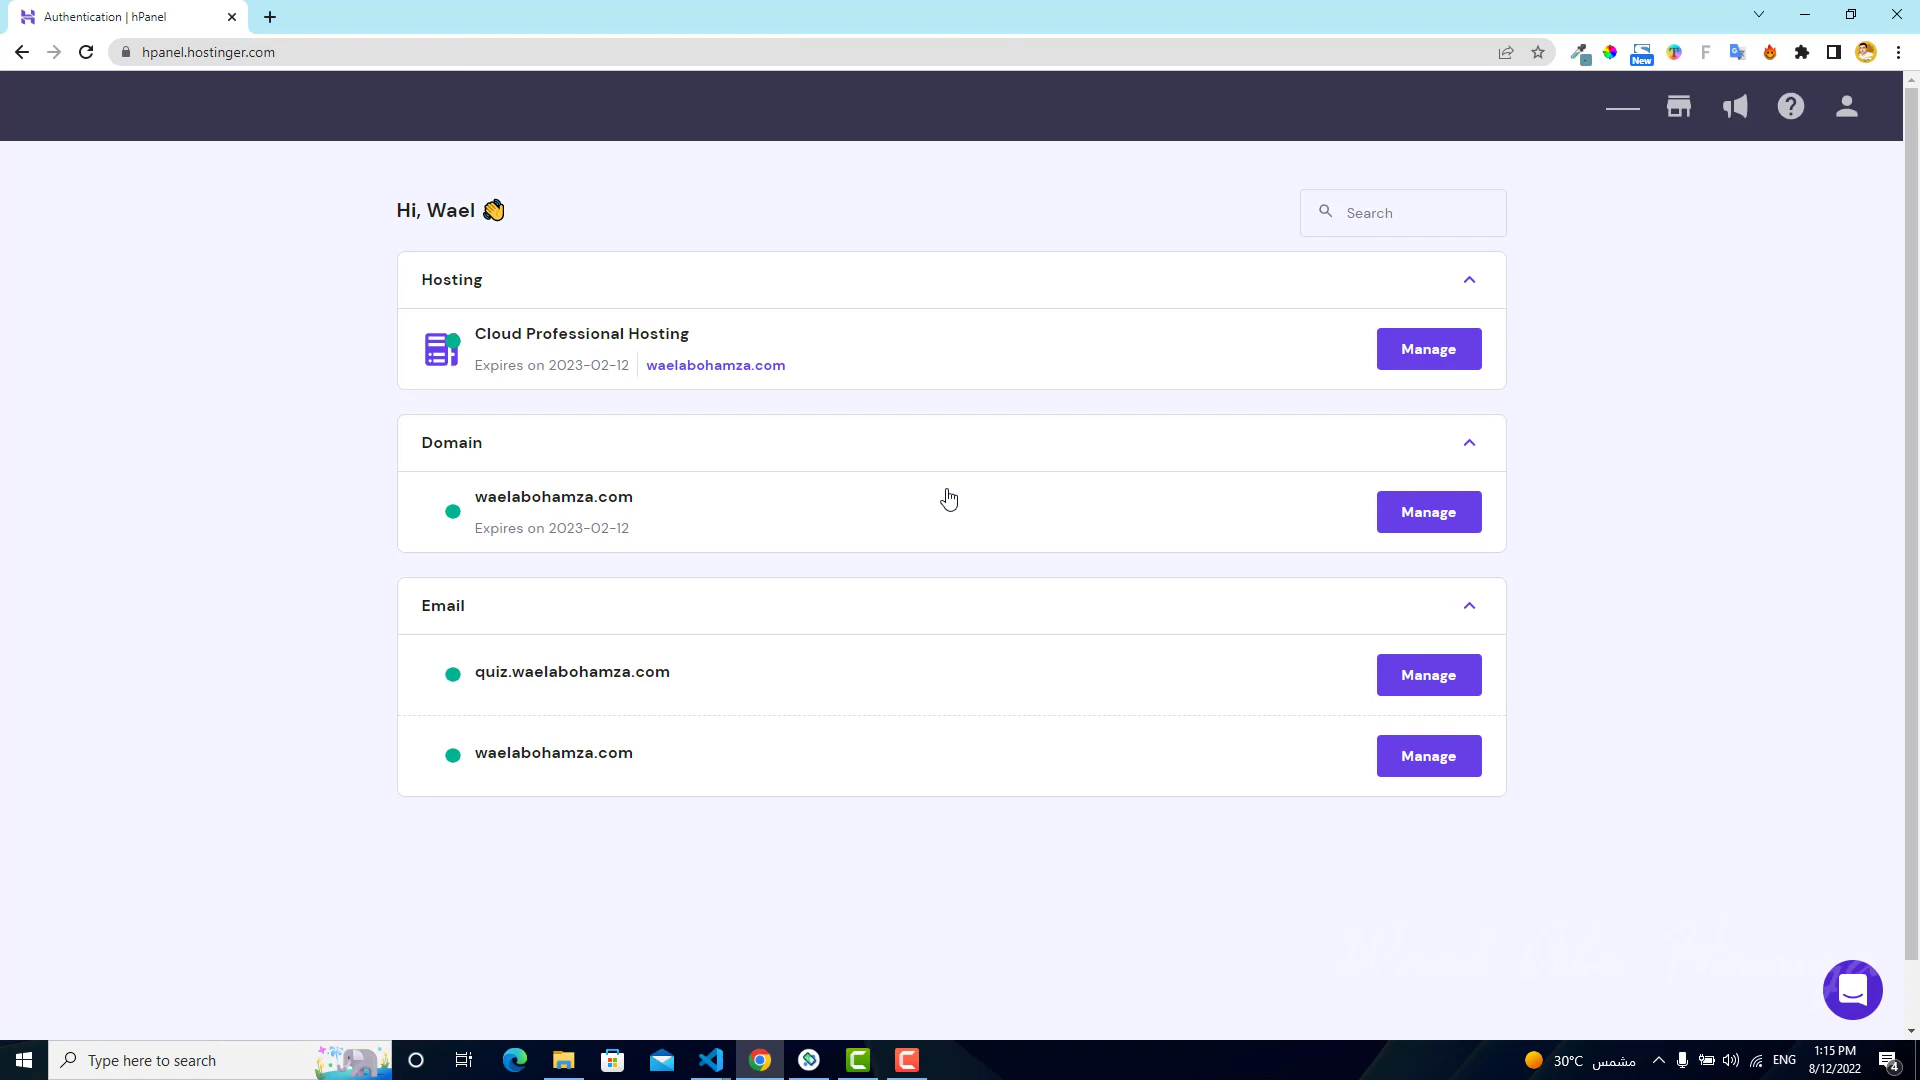 Authentication | hPanel
hpanel.hostinger.com
New
Hi, Wael 👋
Search
Hosting
Cloud Professional Hosting
Expires on 2023-02-12
waelabohamza.com
Manage
Domain
waelabohamza.com
Expires on 2023-02-12
Manage
Email
quiz.waelabohamza.com
Manage
waelabohamza.com
Manage
Type here to search
30°C مشمس
ENG
1:15 PM
8/12/2022
4